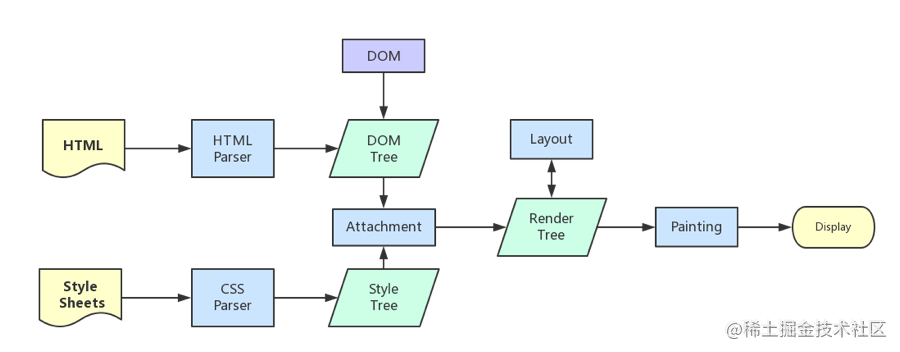 DOM
HTML
HTML
Parser
DOM
Tree
Layout
Attachment
Render
Tree
Painting
Display
Style
Sheets
CSS
Parser
Style
Tree
@稀土掘金技术社区